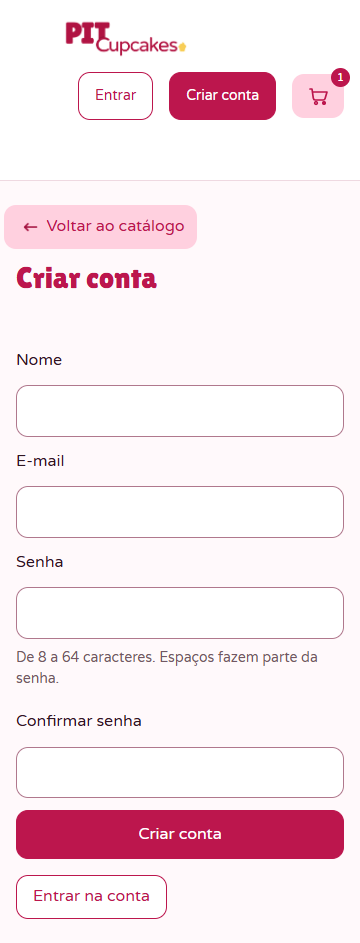 PIT
Cupcakes
Entrar
Criar conta
1
← Voltar ao catálogo
Criar conta
Nome
E-mail
Senha
De 8 a 64 caracteres. Espaços fazem parte da
senha.
Confirmar senha
Criar conta
Entrar na conta